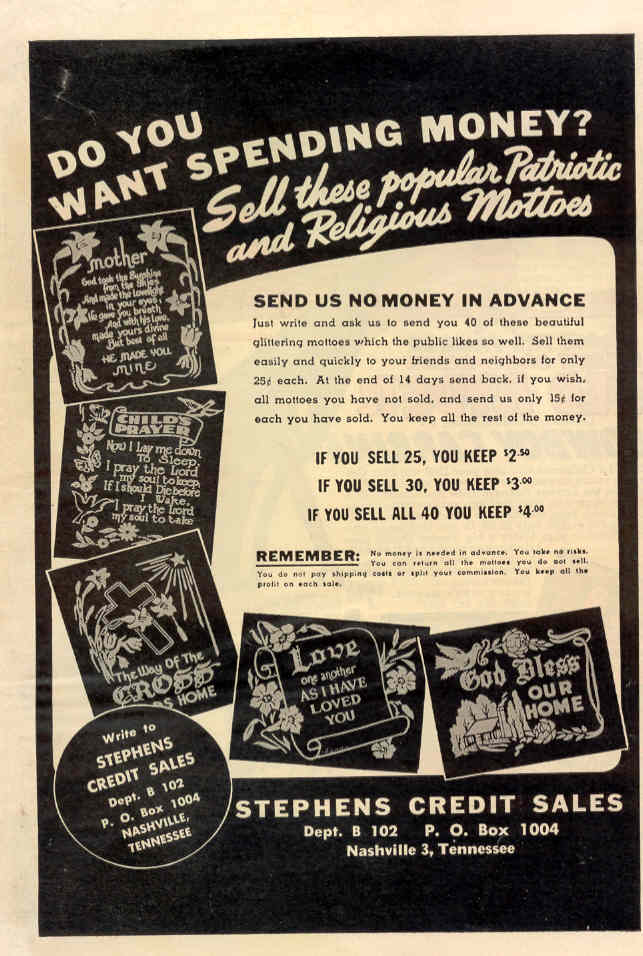 DO YOU
WANT SPENDING MONEY?
Sell these popular Patriotic
and Religious Mottoes
Mother
God took the Sunshine
from the Skies
And made the Lovelight
in your eyes,
He gave you breath
And with his love,
made yours divine
But best of all
HE MADE YOU
MINE
SEND US NO MONEY IN ADVANCE
Just write and ask us to send you 40 of these beautiful
glittering mottoes which the public likes so well. Sell them
easily and quickly to your friends and neighbors for only
25¢ each. At the end of 14 days send back, if you wish,
all mottoes you have not sold, and send us only 15¢ for
each you have sold. You keep all the rest of the money.
CHILD'S
PRAYER
Now I lay me down
To Sleep,
I pray the Lord
my soul to keep,
If I should Die before
I Wake,
I pray the Lord
my soul to take
IF YOU SELL 25, YOU KEEP $2.50
IF YOU SELL 30, YOU KEEP $3.00
IF YOU SELL ALL 40 YOU KEEP $4.00
REMEMBER: No money is needed in advance. You take no risks.
You can return all the mottoes you do not sell.
You do not pay shipping costs or split your commission. You keep all the
profit on each sale.
The Way Of The
CROSS
HOME
Love
one another
AS I HAVE
LOVED
YOU
God Bless
OUR
HOME
Write to
STEPHENS
CREDIT SALES
Dept. B 102
P. O. Box 1004
NASHVILLE,
TENNESSEE
STEPHENS CREDIT SALES
Dept. B 102 P. O. Box 1004
Nashville 3, Tennessee